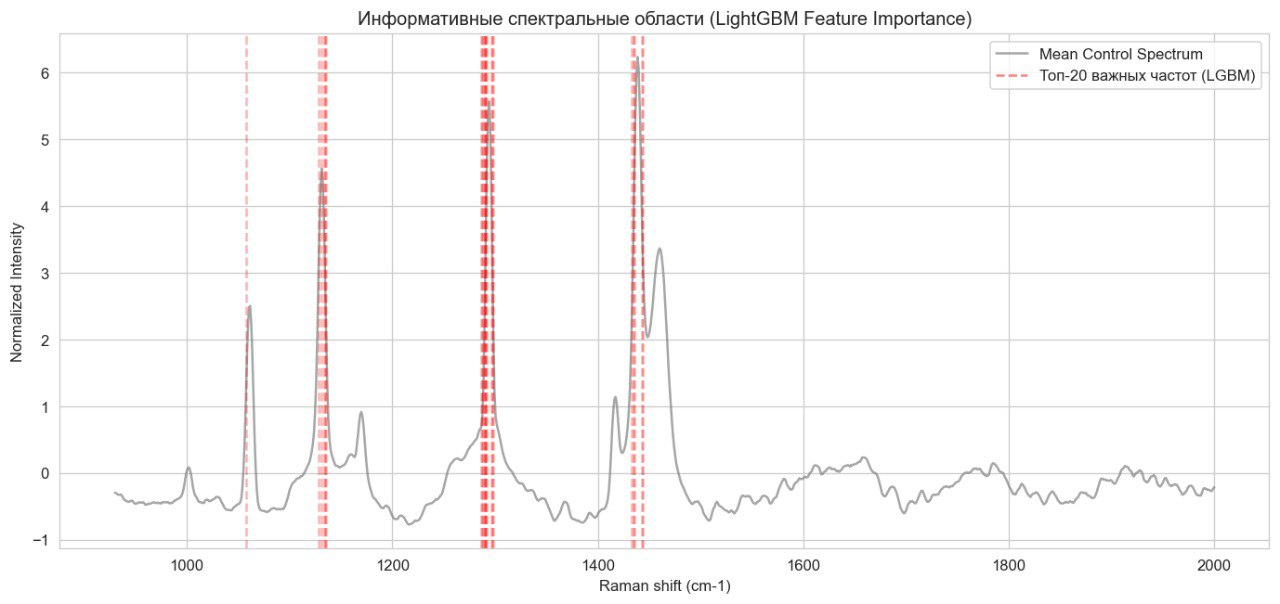 Информативные спектральные области (LightGBM Feature Importance)
Mean Control Spectrum
Топ-20 важных частот (LGBM)
Normalized Intensity
6
5
4
3
2
1
0
−1
1000
1200
1400
1600
1800
2000
Raman shift (cm-1)